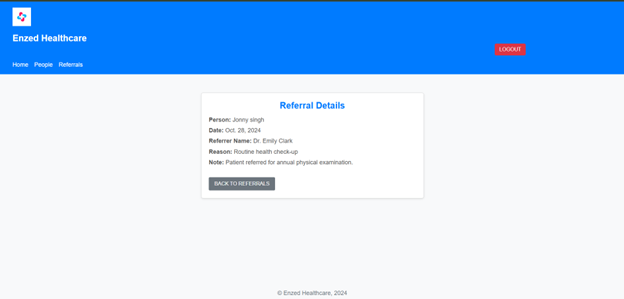 Enzed Healthcare
LOGOUT
Home People Referrals
Referral Details
Person: Jonny singh
Date: Oct. 28, 2024
Referrer Name: Dr. Emily Clark
Reason: Routine health check-up
Note: Patient referred for annual physical examination.
BACK TO REFERRALS
© Enzed Healthcare, 2024